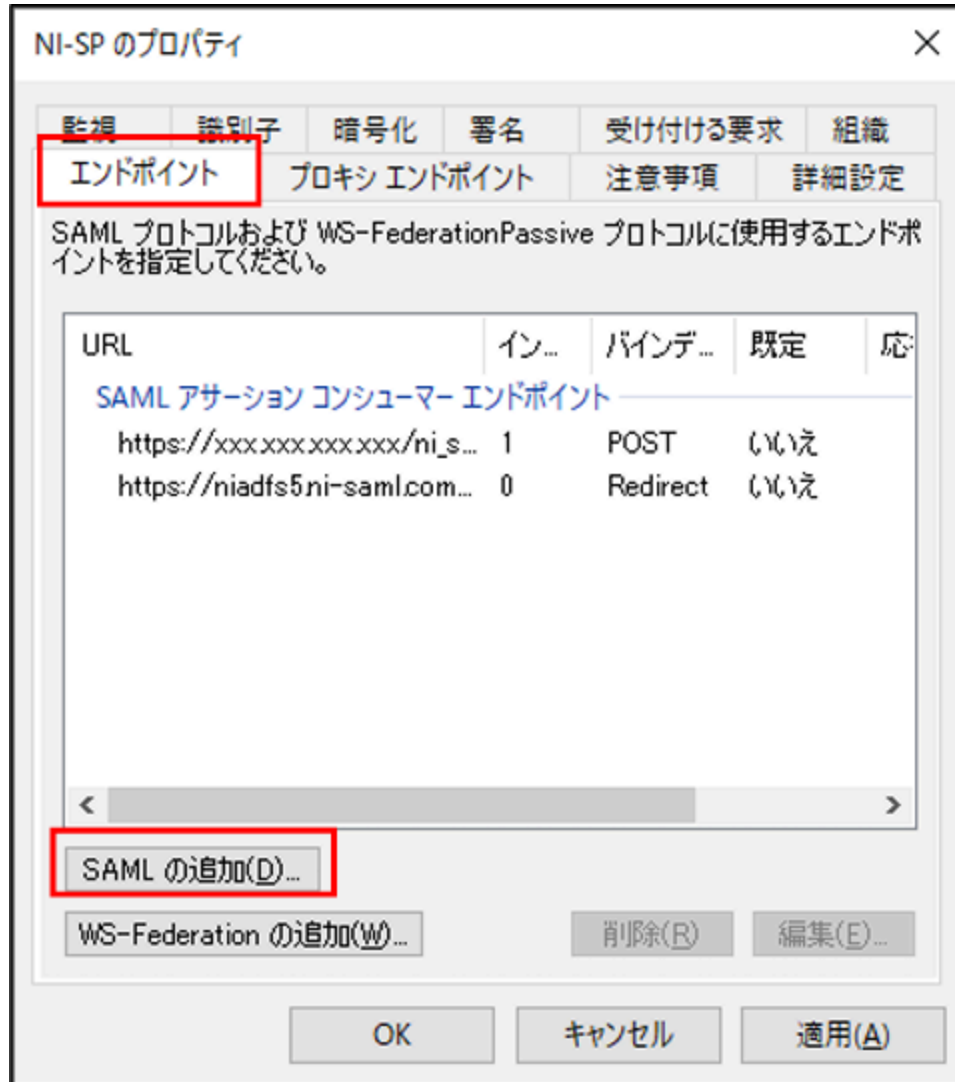 NI-SP のプロパティ
監視 識別子 暗号化 署名 受け付ける要求 組織
エンドポイント プロキシ エンドポイント 注意事項 詳細設定
SAML プロトコルおよび WS-FederationPassive プロトコルに使用するエンドポ
イントを指定してください。
URL イン... バインデ... 既定 応
SAML アサーション コンシューマー エンドポイント
https://xxx.xxx.xxx.xxx/ni_s... 1 POST いいえ
https://niadfs5.ni-saml.com... 0 Redirect いいえ
SAML の追加(D)...
WS-Federation の追加(W)... 削除(R) 編集(E)...
OK キャンセル 適用(A)